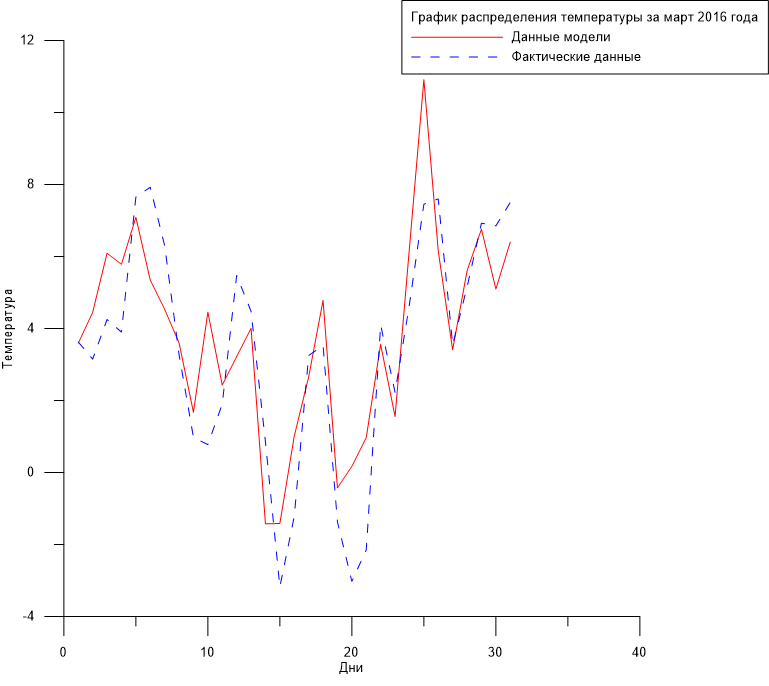 График распределения температуры за март 2016 года
Данные модели
Фактические данные
12
8
4
0
-4
Температура
0
10
20
30
40
Дни